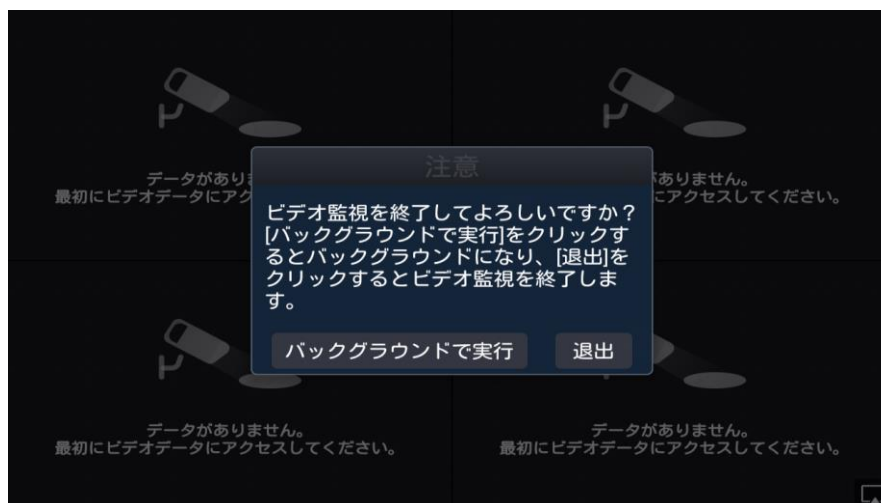 データがありま
最初にビデオデータにアク
がありません。
にアクセスしてください。
注意
ビデオ監視を終了してよろしいですか？
[バックグラウンドで実行]をクリックす
るとバックグラウンドになり、[退出]を
クリックするとビデオ監視を終了しま
す。
バックグラウンドで実行
退出
データがありません。
最初にビデオデータにアクセスしてください。
データがありません。
最初にビデオデータにアクセスしてください。